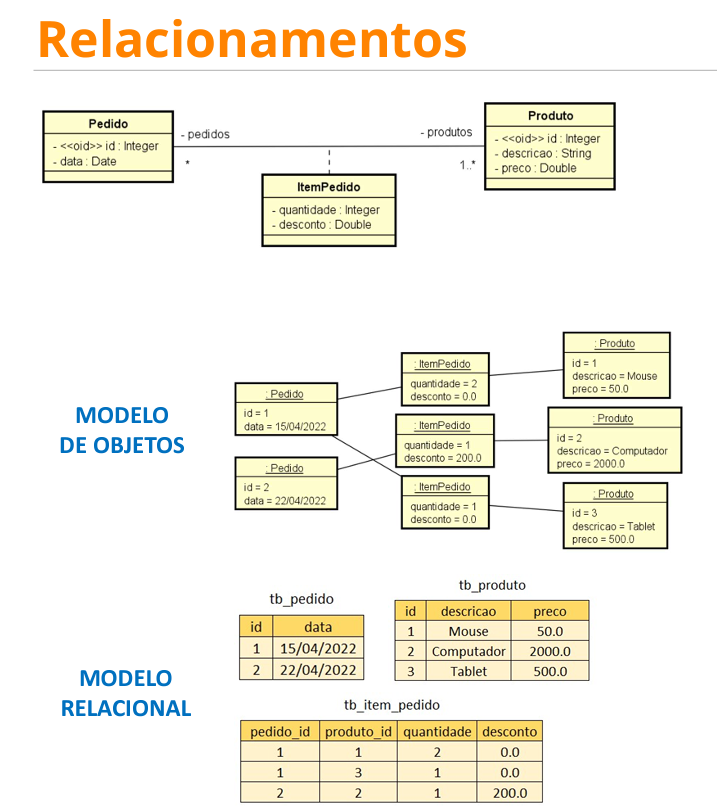 Relacionamentos
Pedido
- <<oid>> id : Integer
- data : Date
- pedidos
*
- produtos
1..*
Produto
- <<oid>> id : Integer
- descricao : String
- preco : Double
ItemPedido
- quantidade : Integer
- desconto : Double
MODELO
DE OBJETOS
: Pedido
id = 1
data = 15/04/2022
: Pedido
id = 2
data = 22/04/2022
: ItemPedido
quantidade = 2
desconto = 0.0
: ItemPedido
quantidade = 1
desconto = 200.0
: ItemPedido
quantidade = 1
desconto = 0.0
: Produto
id = 1
descricao = Mouse
preco = 50.0
: Produto
id = 2
descricao = Computador
preco = 2000.0
: Produto
id = 3
descricao = Tablet
preco = 500.0
MODELO
RELACIONAL
tb_pedido
id data
1 15/04/2022
2 22/04/2022
tb_produto
id descricao preco
1 Mouse 50.0
2 Computador 2000.0
3 Tablet 500.0
tb_item_pedido
pedido_id produto_id quantidade desconto
1 1 2 0.0
1 3 1 0.0
2 2 1 200.0